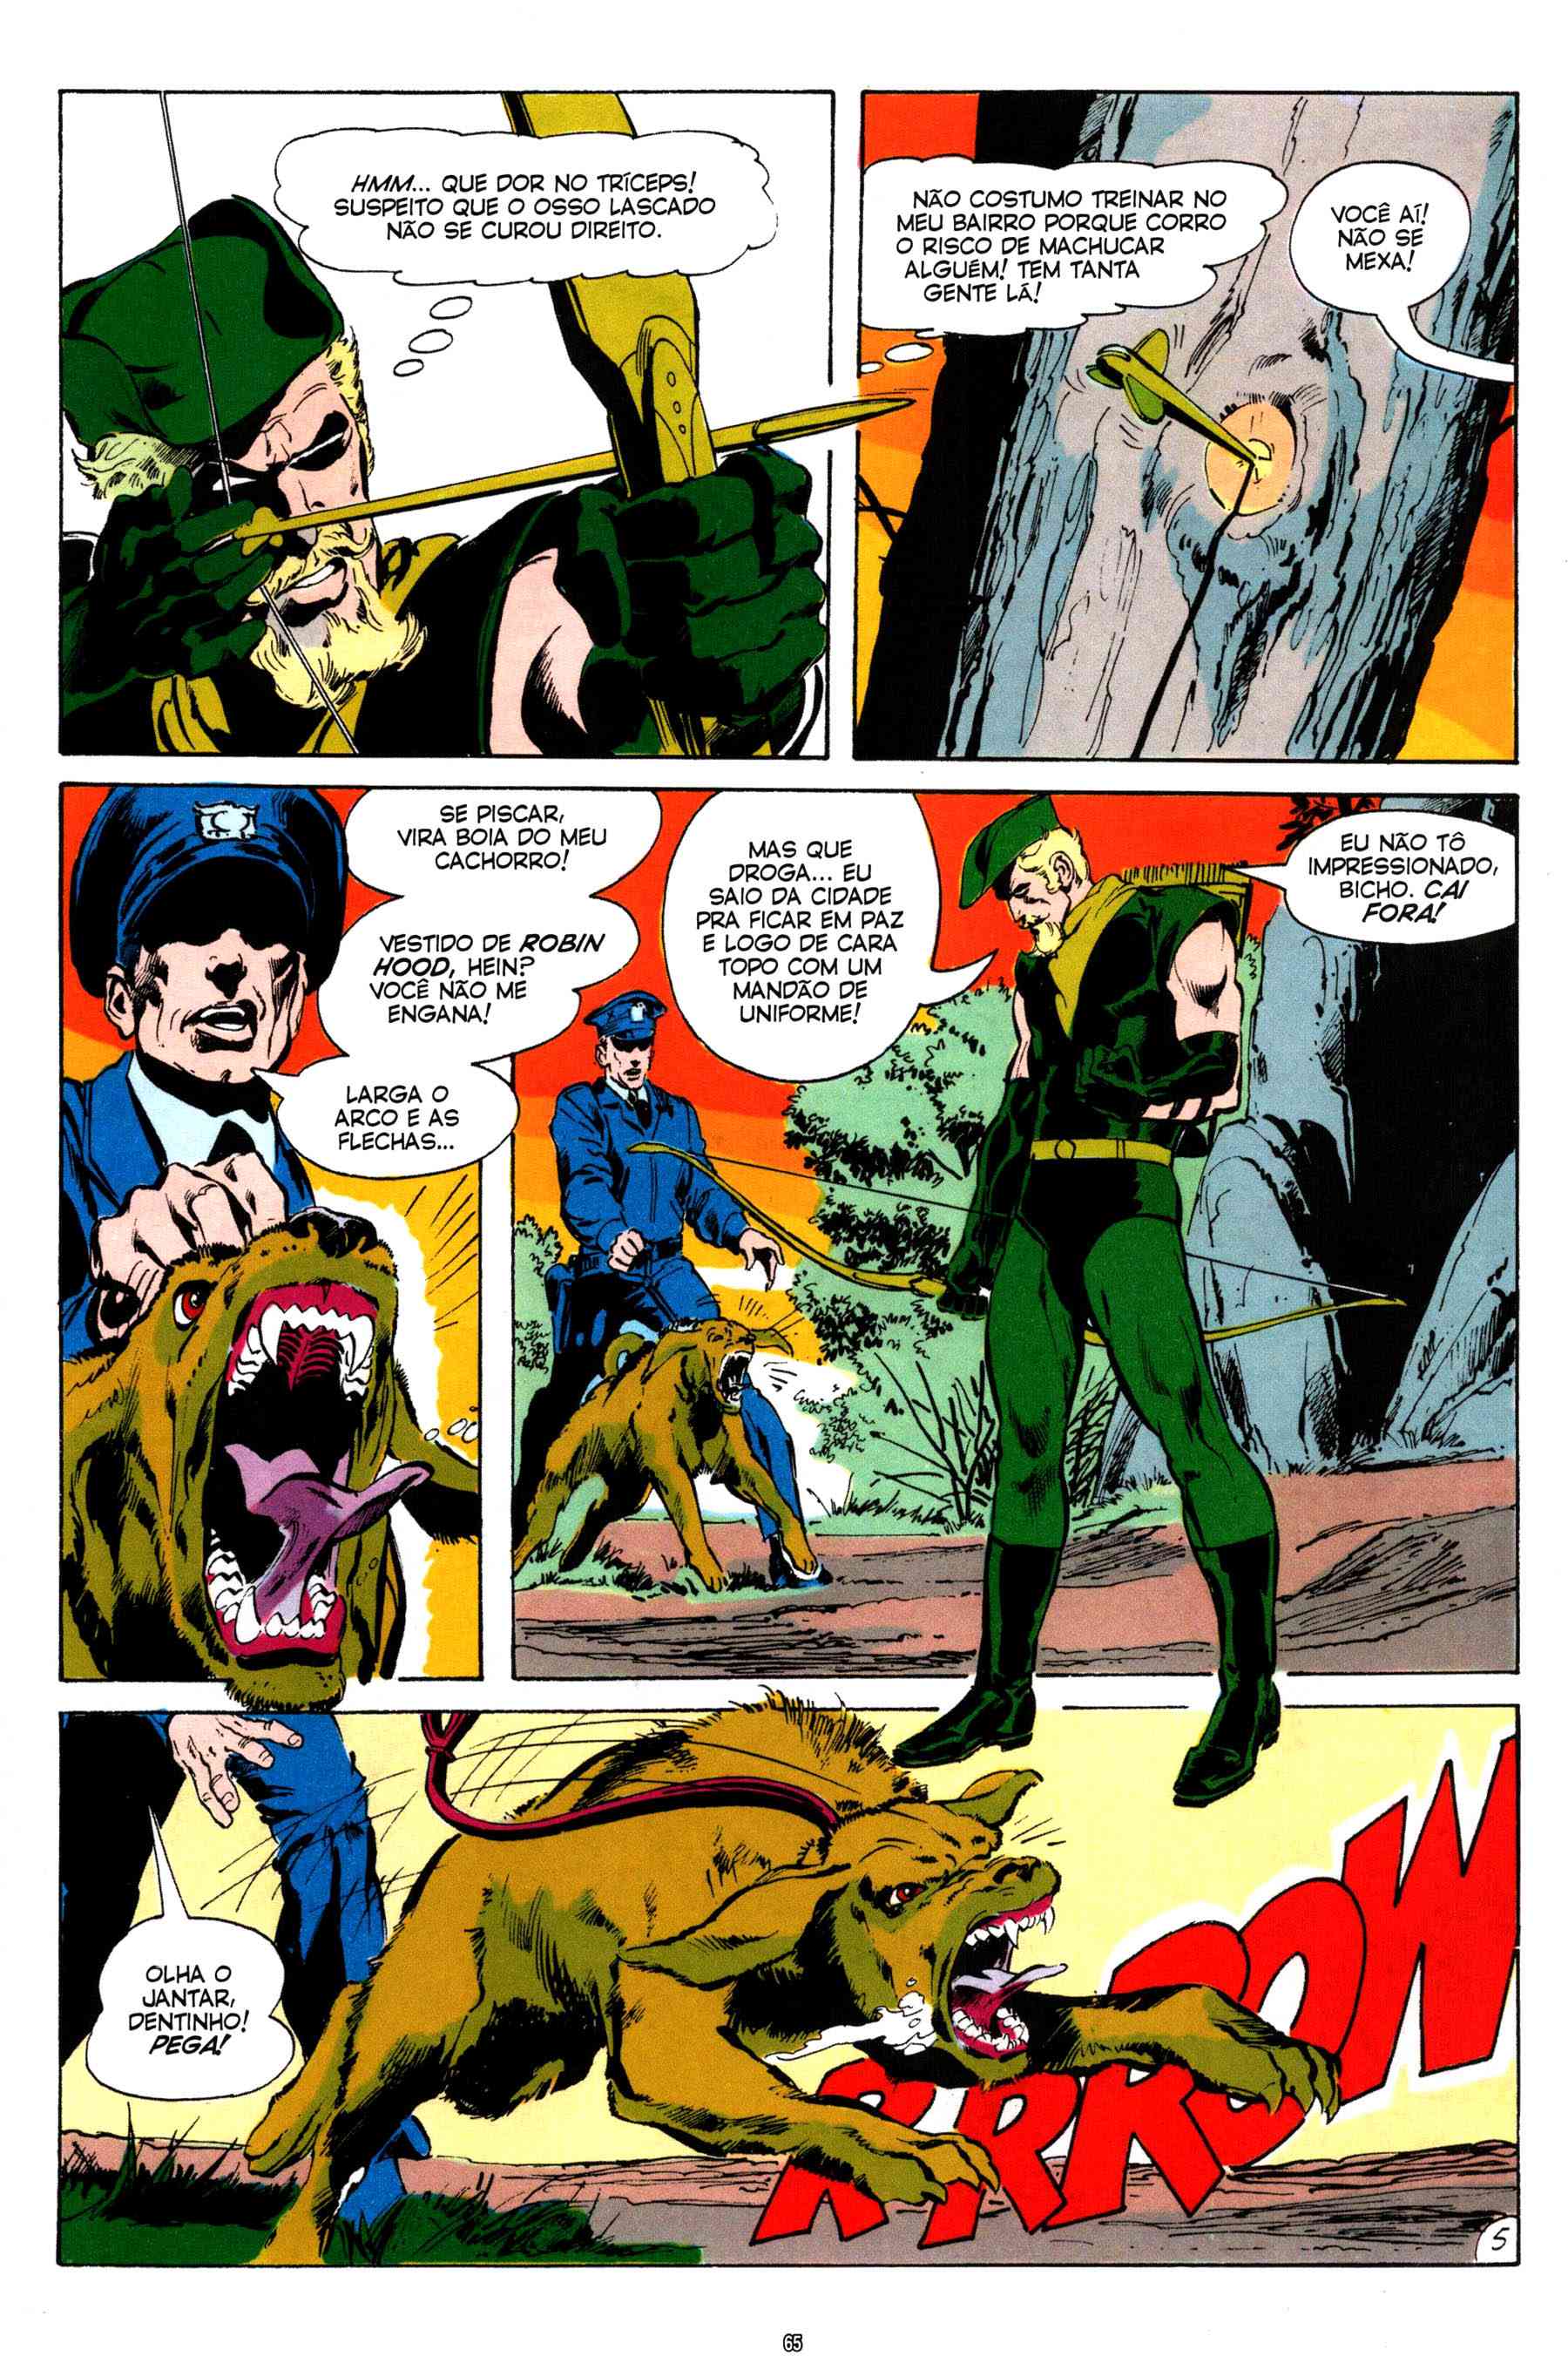 HMM... QUE DOR NO TRÍCEPS!
SUSPEITO QUE O OSSO LASCADO
NÃO SE CUROU DIREITO.
NÃO COSTUMO TREINAR NO
MEU BAIRRO PORQUE CORRO
O RISCO DE MACHUCAR
ALGUÉM! TEM TANTA
GENTE LÁ!
VOCÊ AÍ!
NÃO SE
MEXA!
SE PISCAR,
VIRA BOIA DO MEU
CACHORRO!
VESTIDO DE ROBIN
HOOD, HEIN?
VOCÊ NÃO ME
ENGANA!
LARGA O
ARCO E AS
FLECHAS...
MAS QUE
DROGA... EU
SAIO DA CIDADE
PRA FICAR EM PAZ
E LOGO DE CARA
TOPO COM UM
MANDÃO DE
UNIFORME!
EU NÃO TÔ
IMPRESSIONADO,
BICHO. CAI
FORA!
OLHA O
JANTAR,
DENTINHO!
PEGA!
RRROOW
5
65